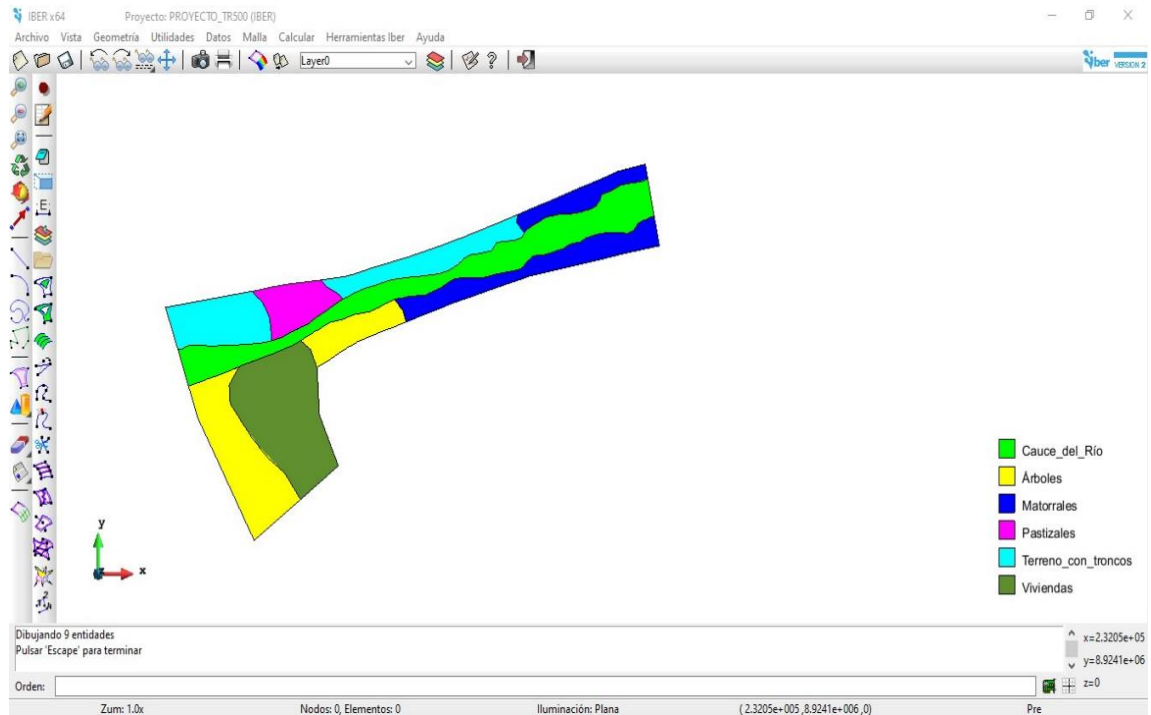 IBER x64 Proyecto: PROYECTO_TR500 (IBER)
Archivo Vista Geometría Utilidades Datos Malla Calcular Herramientas Iber Ayuda
Layer0
Iber VERSION 2
E
Cauce_del_Río
Árboles
Matorrales
Pastizales
Terreno_con_troncos
Viviendas
y
x
Dibujando 9 entidades
Pulsar 'Escape' para terminar
x=2.3205e+05
y=8.9241e+06
z=0
Orden:
Zum: 1.0x Nodos: 0, Elementos: 0 Iluminación: Plana (2.3205e+005,8.9241e+006,0) Pre